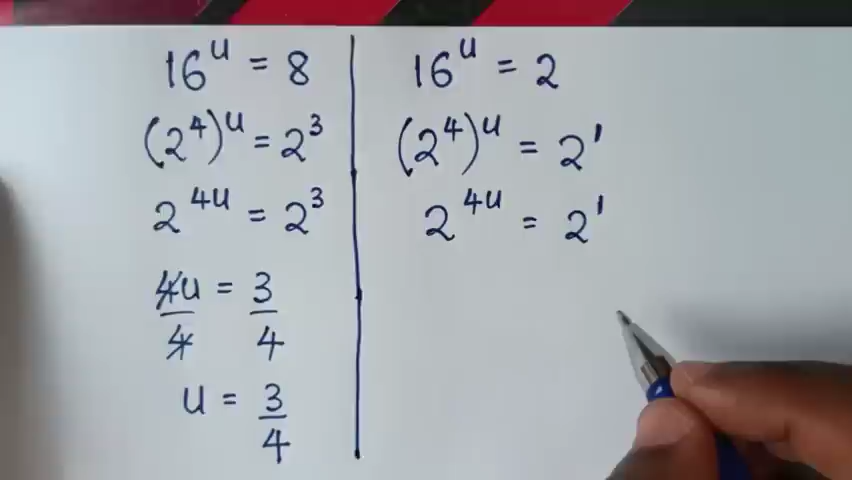 16^u = 8
(2^4)^u = 2^3
2^4u = 2^3
4u/4 = 3/4
u = 3/4
16^u = 2
(2^4)^u = 2^1
2^4u = 2^1